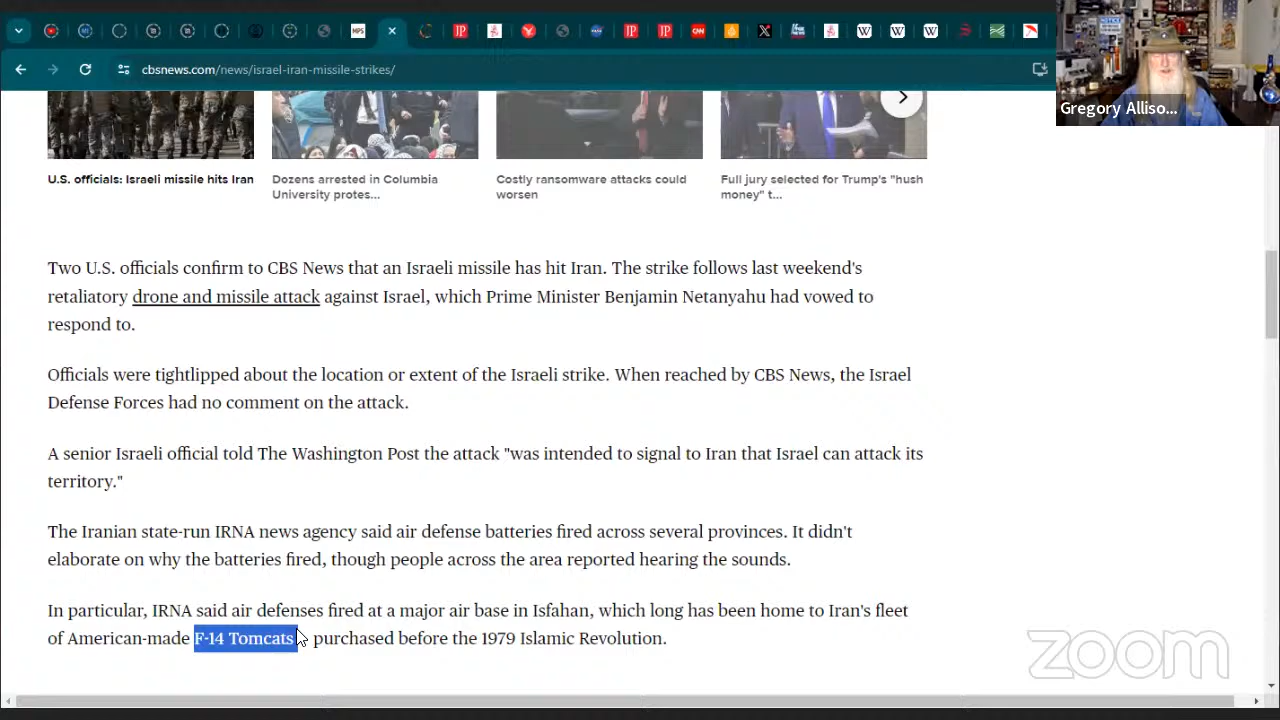 cbsnews.com/news/israel-iran-missile-strikes/
Gregory Alliso...
U.S. officials: Israeli missile hits Iran
Dozens arrested in Columbia
University protes...
Costly ransomware attacks could
worsen
Full jury selected for Trump's "hush
money" t...
Two U.S. officials confirm to CBS News that an Israeli missile has hit Iran. The strike follows last weekend's
retaliatory drone and missile attack against Israel, which Prime Minister Benjamin Netanyahu had vowed to
respond to.
Officials were tightlipped about the location or extent of the Israeli strike. When reached by CBS News, the Israel
Defense Forces had no comment on the attack.
A senior Israeli official told The Washington Post the attack "was intended to signal to Iran that Israel can attack its
territory."
The Iranian state-run IRNA news agency said air defense batteries fired across several provinces. It didn't
elaborate on why the batteries fired, though people across the area reported hearing the sounds.
In particular, IRNA said air defenses fired at a major air base in Isfahan, which long has been home to Iran's fleet
of American-made F-14 Tomcats purchased before the 1979 Islamic Revolution.
zoom